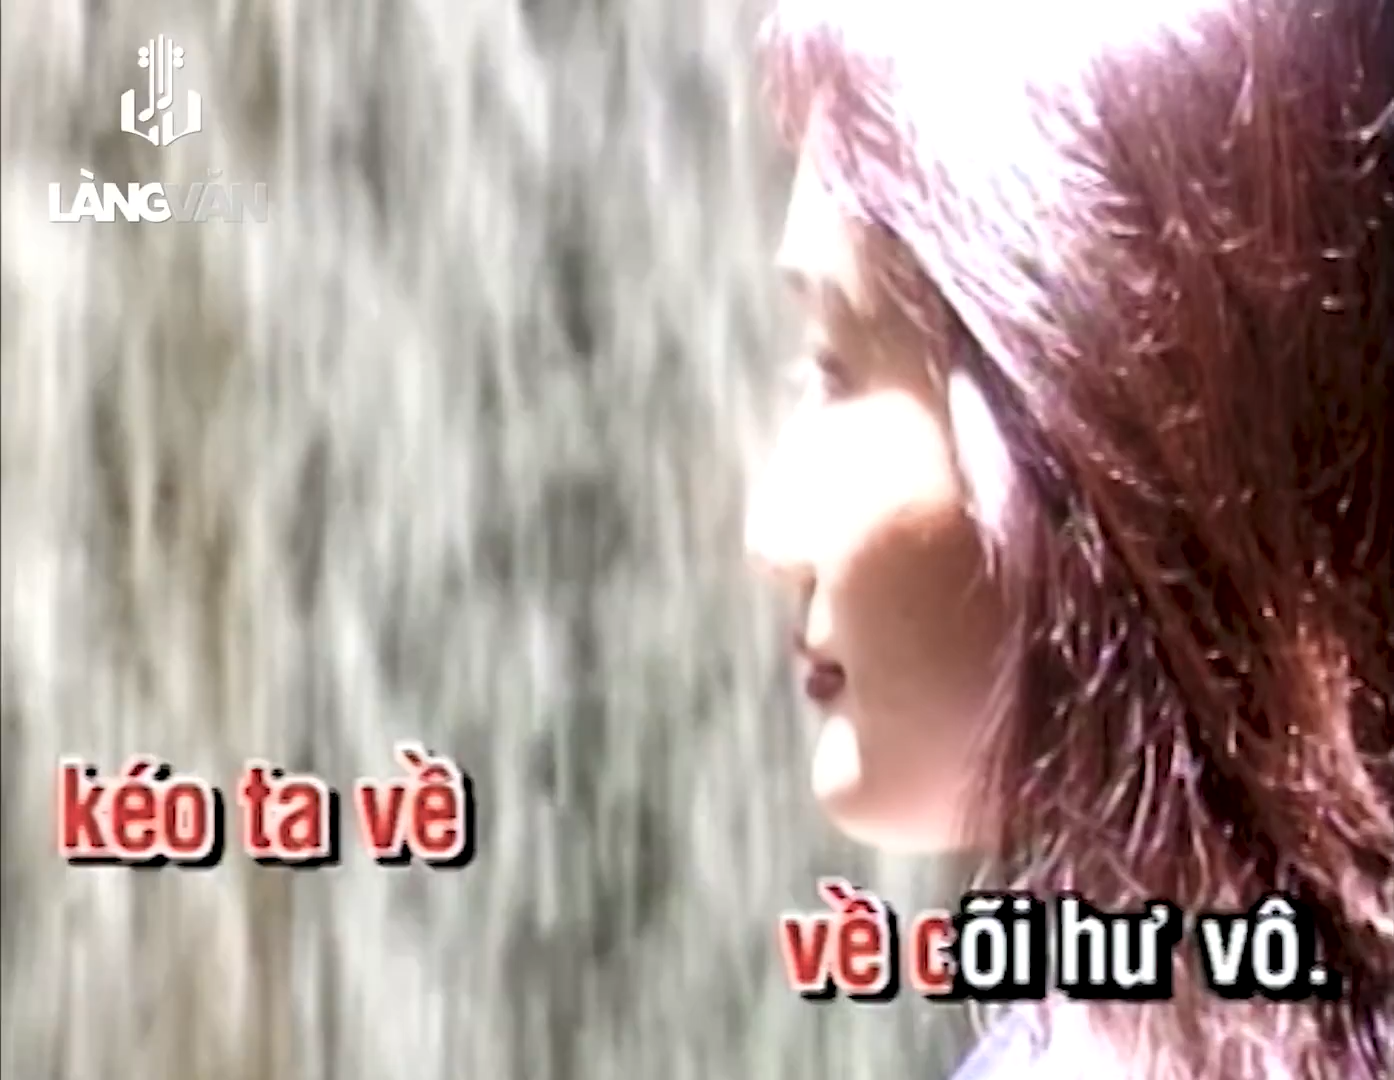 LÀNGVĂN
kéo ta về
về cõi hư vô.